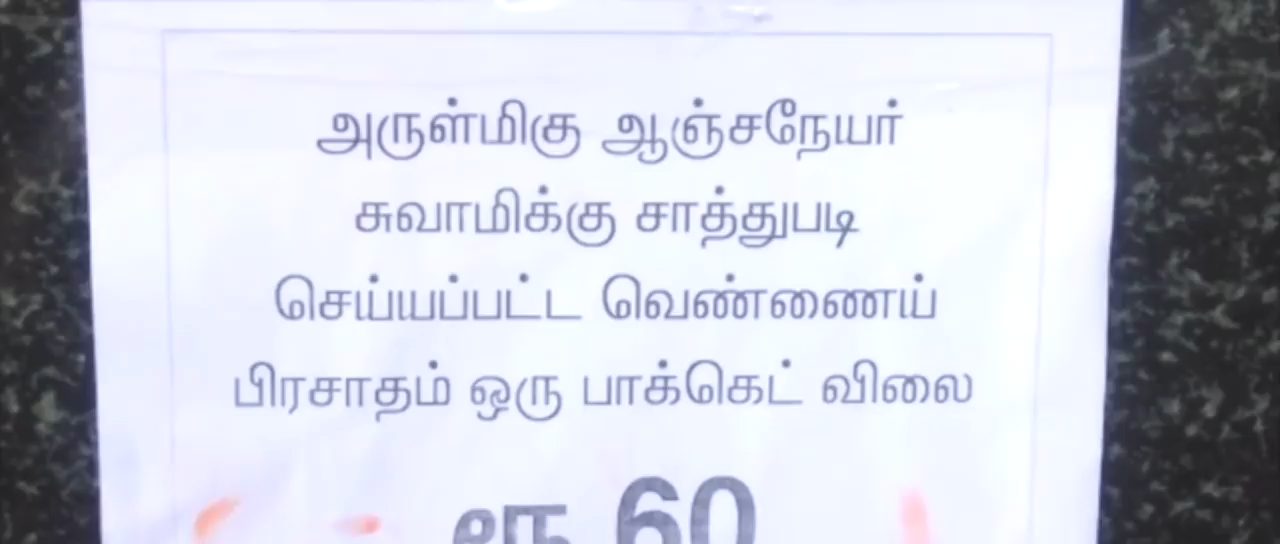 அருள்மிகு ஆஞ்சநேயர்
சுவாமிக்கு சாத்துபடி
செய்யப்பட்ட வெண்ணைய்
பிரசாதம் ஒரு பாக்கெட் விலை
ரூ 60